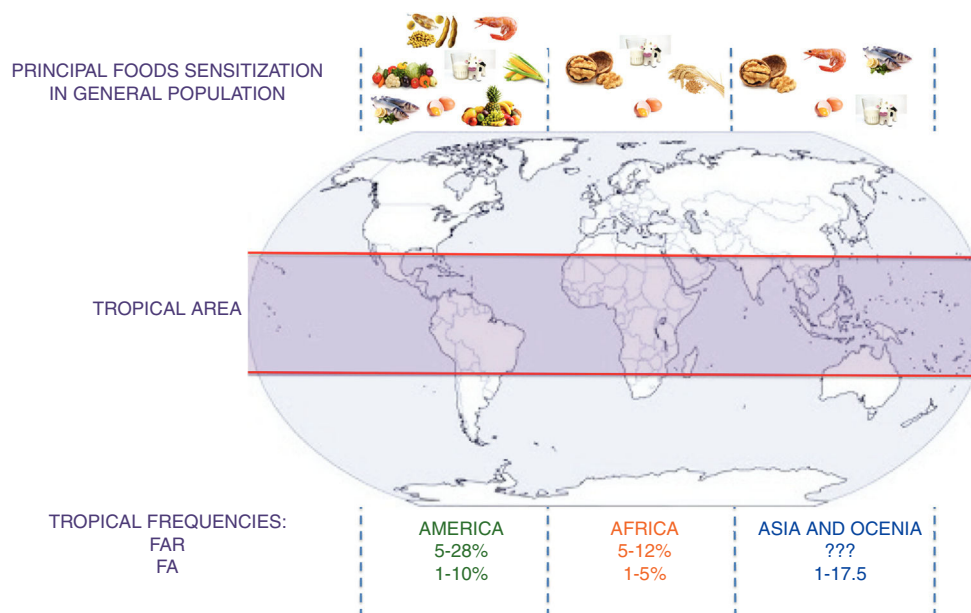 PRINCIPAL FOODS SENSITIZATION
IN GENERAL POPULATION
TROPICAL AREA
TROPICAL FREQUENCIES:
FAR
FA
AMERICA
5-28%
1-10%
AFRICA
5-12%
1-5%
ASIA AND OCENIA
???
1-17.5